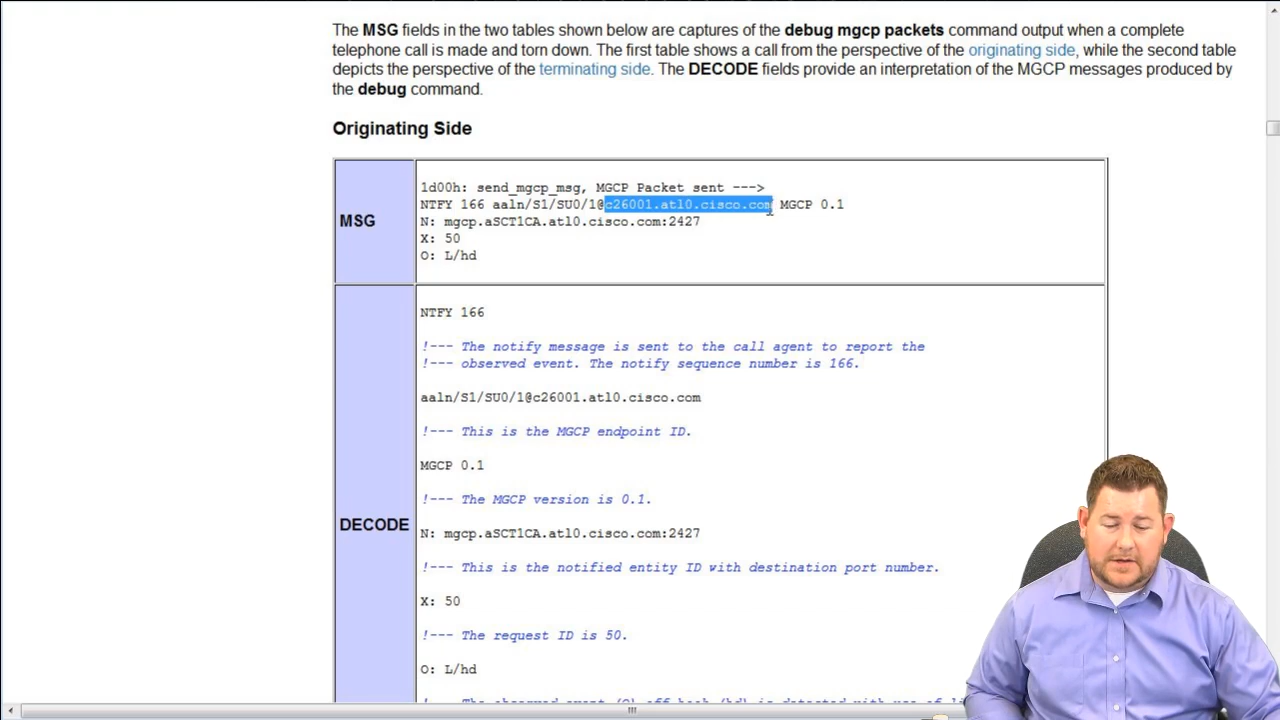 The MSG fields in the two tables shown below are captures of the debug mgcp packets command output when a complete
telephone call is made and torn down. The first table shows a call from the perspective of the originating side, while the second table
depicts the perspective of the terminating side. The DECODE fields provide an interpretation of the MGCP messages produced by
the debug command.
Originating Side
MSG
1d00h: send_mgcp_msg, MGCP Packet sent --->
NTFY 166 aaln/S1/SU0/1@c26001.atl0.cisco.com MGCP 0.1
N: mgcp.aSCT1CA.atl0.cisco.com:2427
X: 50
O: L/hd
DECODE
NTFY 166
!--- The notify message is sent to the call agent to report the
!--- observed event. The notify sequence number is 166.
aaln/S1/SU0/1@c26001.atl0.cisco.com
!--- This is the MGCP endpoint ID.
MGCP 0.1
!--- The MGCP version is 0.1.
N: mgcp.aSCT1CA.atl0.cisco.com:2427
!--- This is the notified entity ID with destination port number.
X: 50
!--- The request ID is 50.
O: L/hd